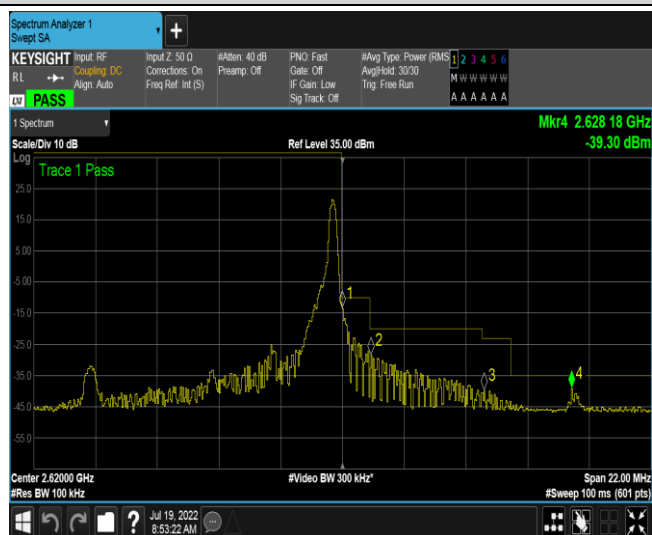 Spectrum Analyzer 1
Swept SA
+
KEYSIGHT Input: RF Input Z: 50 Ω #Atten: 40 dB PNO: Fast #Avg Type: Power (RMS 1 2 3 4 5 6
RL Coupling: DC Corrections: On Preamp: Off Gate: Off Avg|Hold: 30/30 M W W W W W
Align: Auto Freq Ref: Int (S) IF Gain: Low Trig: Free Run
LXI PASS Sig Track: Off A A A A A A
1 Spectrum Mkr4 2.628 18 GHz
Scale/Div 10 dB Ref Level 35.00 dBm -39.30 dBm
Log Trace 1 Pass
25.0
15.0
5.00
-5.00
1
-15.0
2
-25.0
-35.0 3 4
-45.0
-55.0
Center 2.62000 GHz #Video BW 300 kHz* Span 22.00 MHz
#Res BW 100 kHz #Sweep 100 ms (601 pts)
? Jul 19, 2022
8:53:22 AM